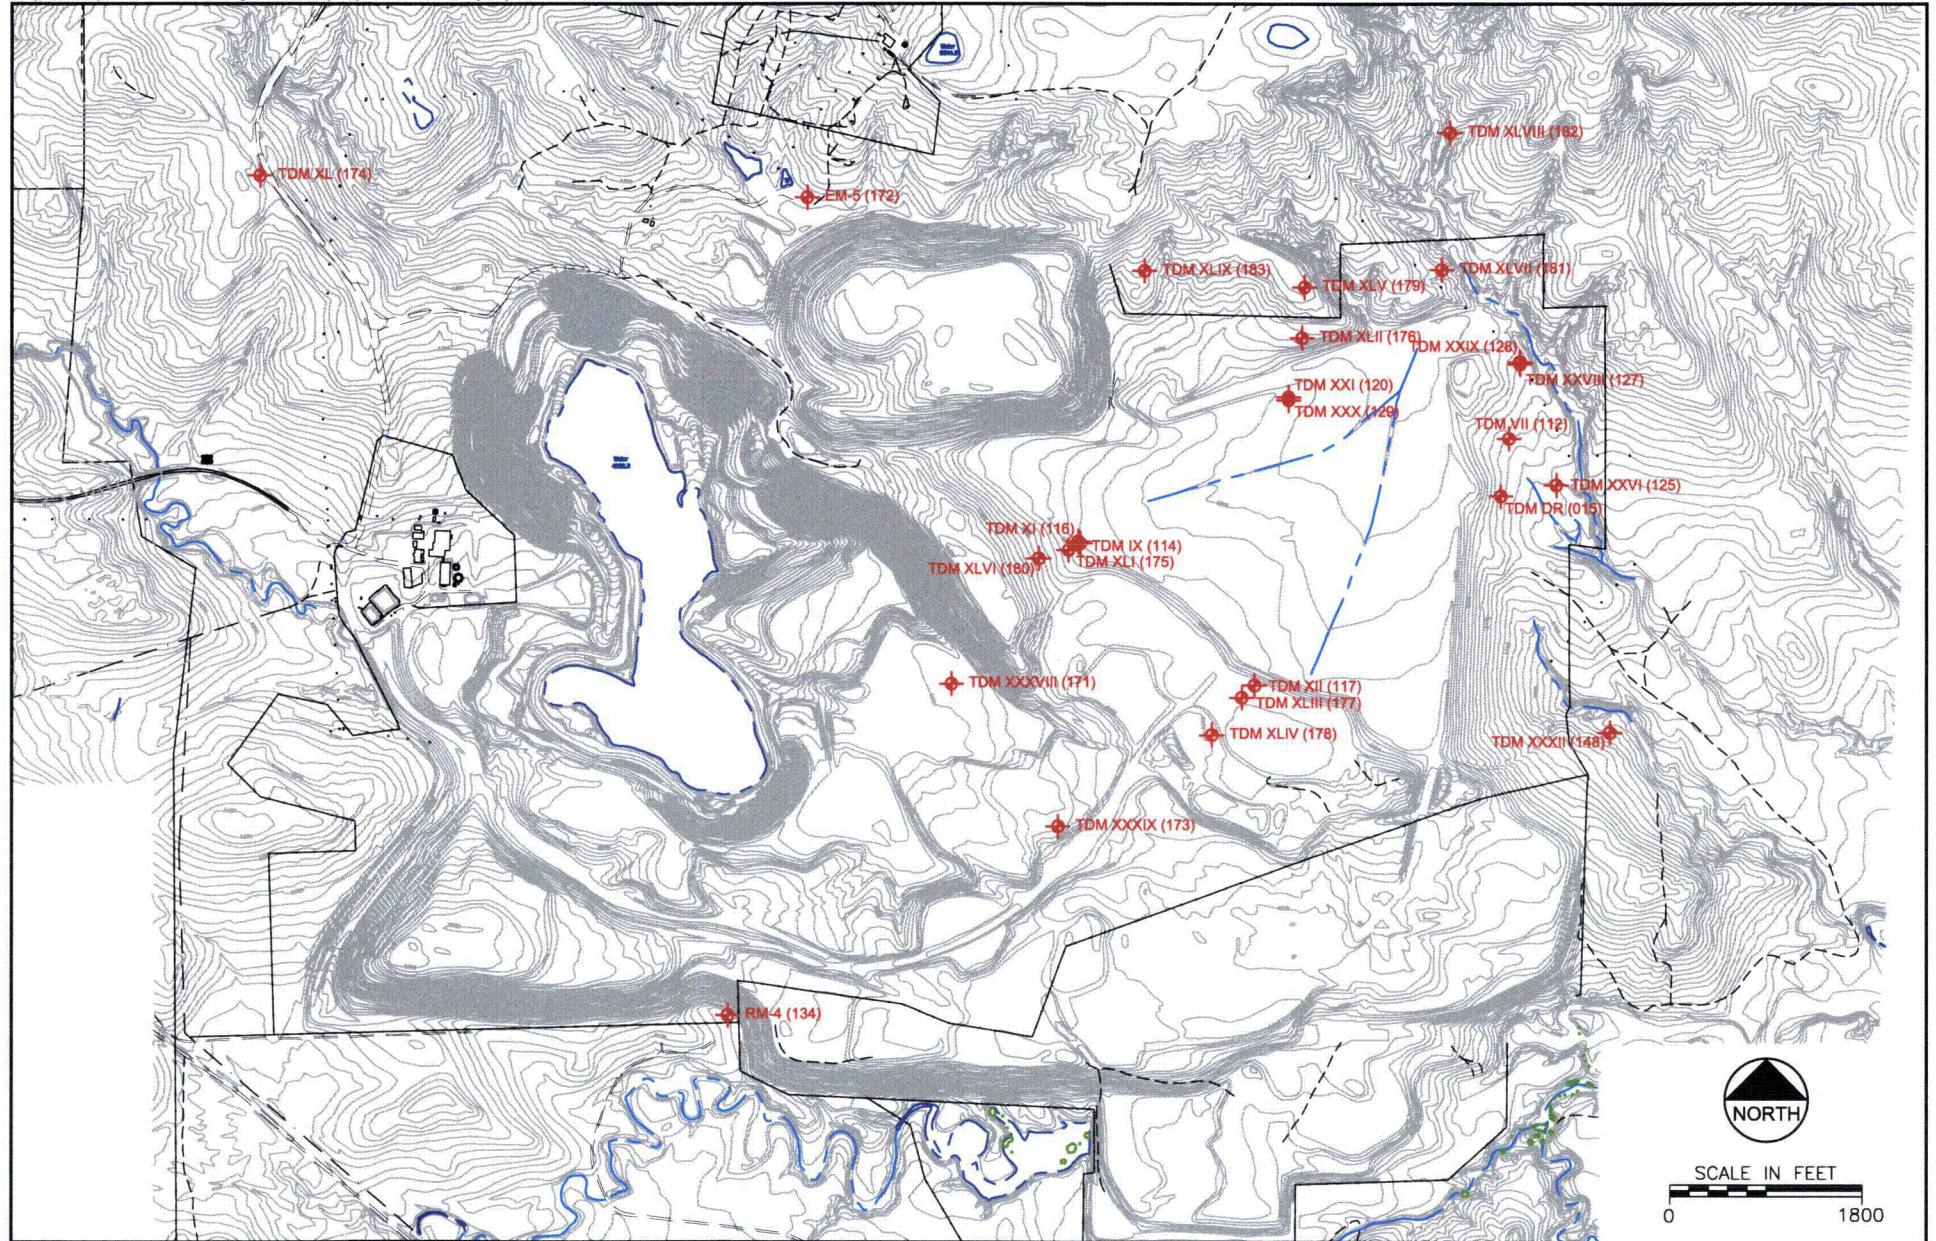 TDM XLVIII (182)
TDM XL (174)
EM-5 (172)
TDM XLIX (183)
TDM XLVII (181)
TDM XLV (179)
TDM XLII (176)
TDM XXIX (128)
TDM XXVIII (127)
TDM XXI (120)
TDM XXX (129)
TDM VII (112)
TDM XXVI (125)
TDM DR (015)
TDM XI (116)
TDM IX (114)
TDM XLI (175)
TDM XLVI (180)
TDM XXXVIII (171)
TDM XII (117)
TDM XLIII (177)
TDM XLIV (178)
TDM XXXII (148)
TDM XXXIX (173)
RM-4 (134)
NORTH
SCALE IN FEET
0 1800